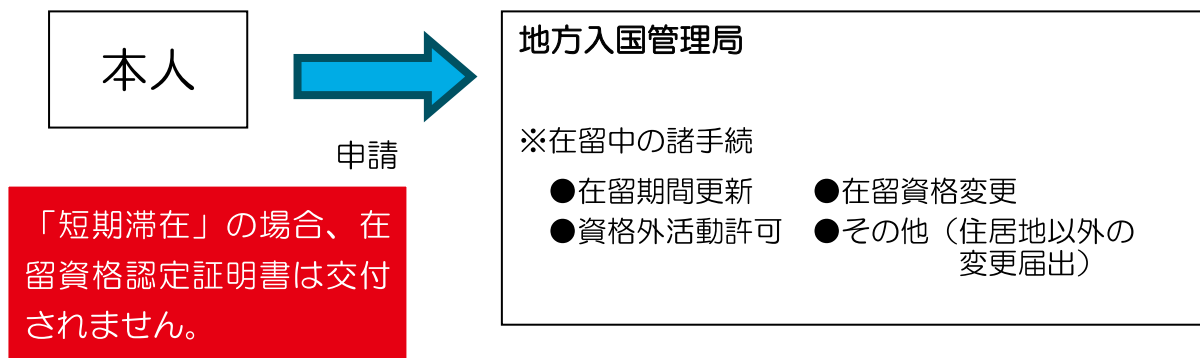 本人
申請
「短期滞在」の場合、在
留資格認定証明書は交付
されません。
地方入国管理局
※在留中の諸手続
●在留期間更新　●在留資格変更
●資格外活動許可　●その他（住居地以外の
変更届出）